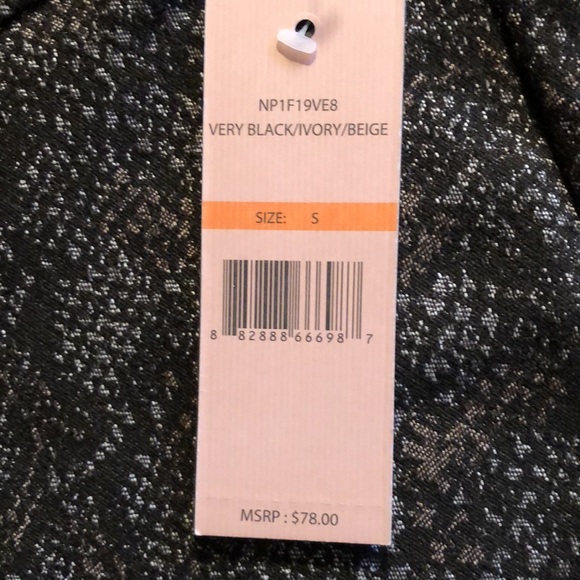 NP1F19VE8
VERY BLACK/IVORY/BEIGE
SIZE: S
8 82888 66698 7
MSRP : $78.00